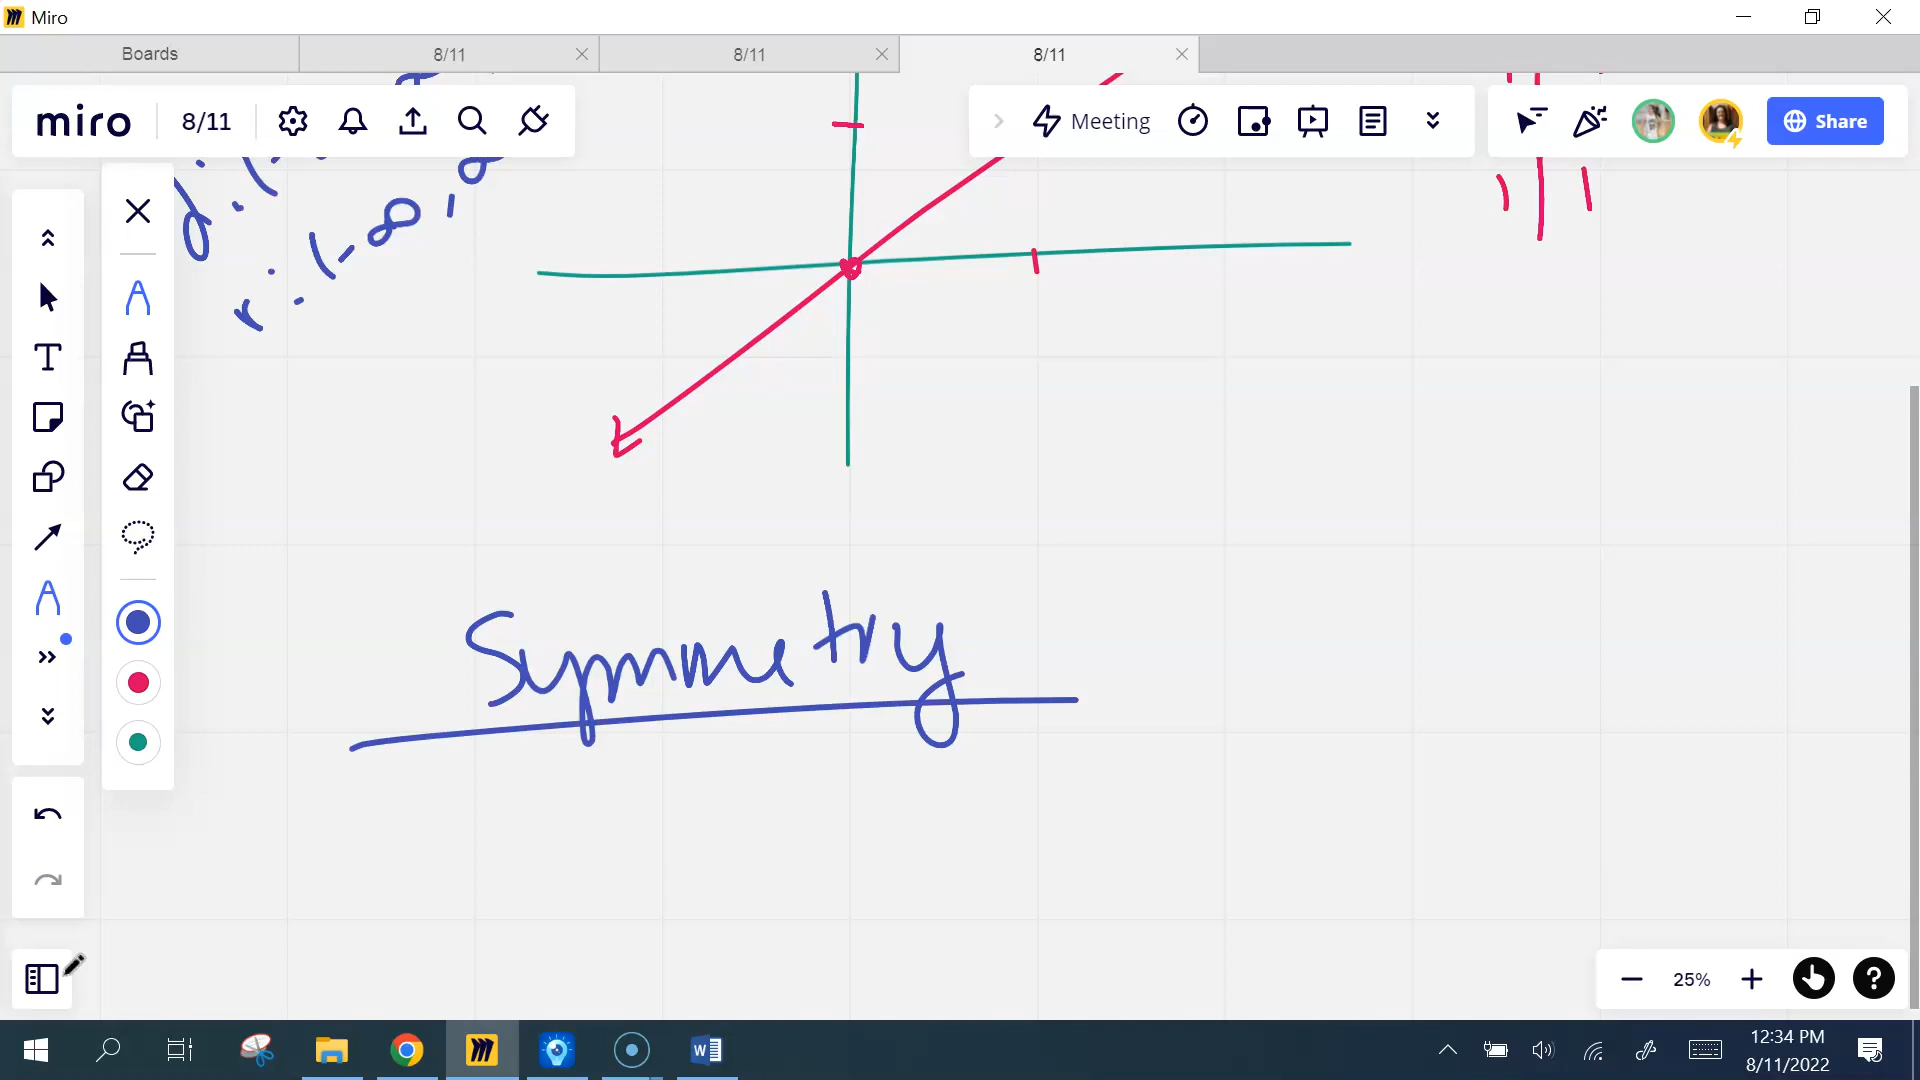 Miro
Boards 8/11 8/11 8/11
miro 8/11 Meeting Share
r: (-∞,
Symmetry
25%
12:34 PM
8/11/2022